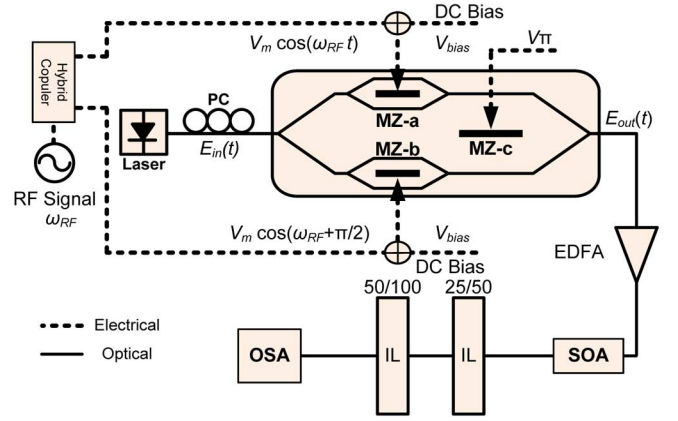 DC Bias
V_m cos(ω_RF t)
V_bias
Vπ
Hybrid
Copuler
PC
MZ-a
E_out(t)
Laser
E_in(t)
MZ-b
MZ-c
RF Signal
ω_RF
V_m cos(ω_RF+π/2)
V_bias
DC Bias
EDFA
50/100
25/50
Electrical
Optical
OSA
IL
IL
SOA